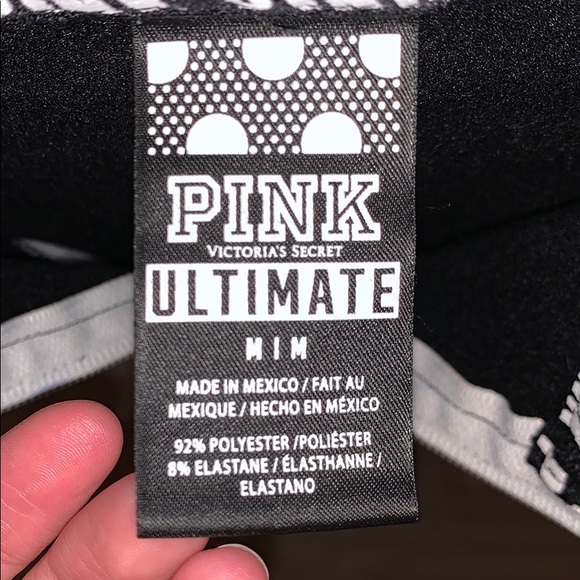 PINK
VICTORIA'S SECRET
ULTIMATE
M | M
MADE IN MEXICO / FAIT AU
MEXIQUE / HECHO EN MÉXICO
92% POLYESTER /POLIÉSTER
8% ELASTANE / ÉLASTHANNE /
ELASTANO